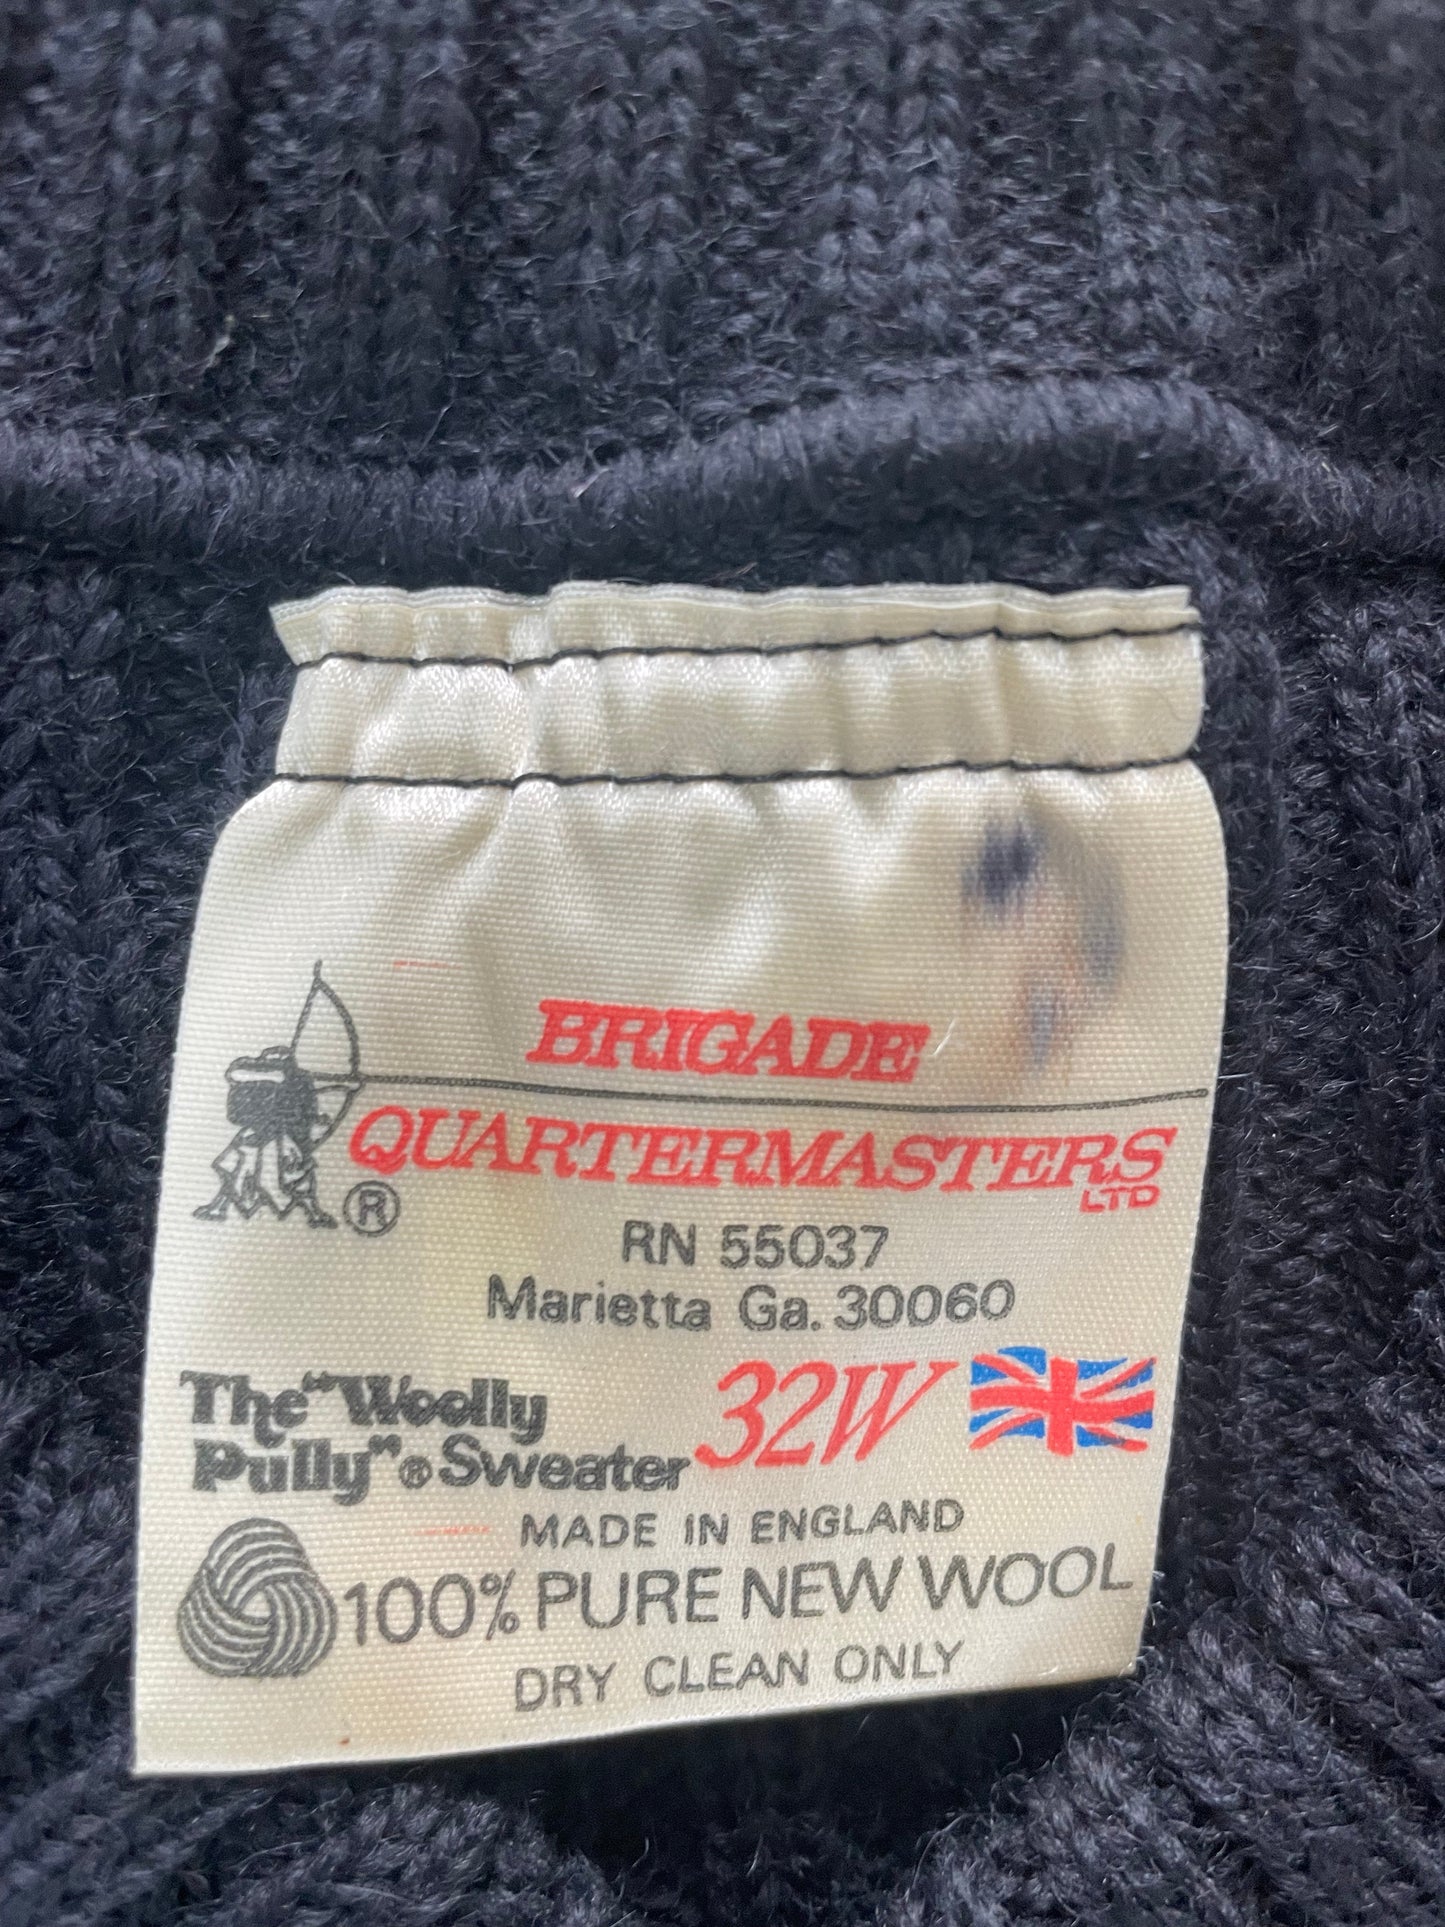 BRIGADE
QUARTERMASTERS
LTD
®
RN 55037
Marietta Ga. 30060
The "Woolly
Pully"® Sweater
32W
MADE IN ENGLAND
100% PURE NEW WOOL
DRY CLEAN ONLY